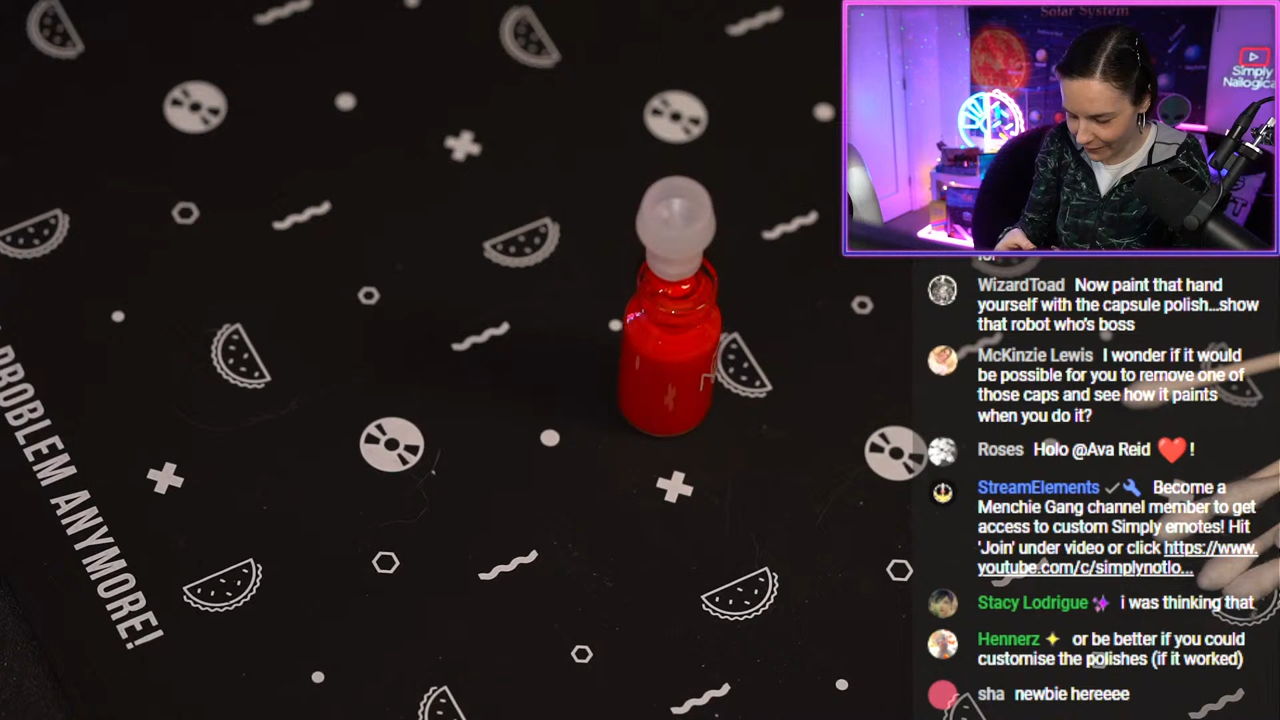 Solar System
Simply
Nailogical
PROBLEM ANYMORE!
for
WizardToad Now paint that hand
yourself with the capsule polish...show
that robot who's boss
McKinzie Lewis I wonder if it would
be possible for you to remove one of
those caps and see how it paints
when you do it?
Roses Holo @Ava Reid ❤️ !
StreamElements Become a
Menchie Gang channel member to get
access to custom Simply emotes! Hit
'Join' under video or click https://www.
youtube.com/c/simplynotlo...
Stacy Lodrigue i was thinking that
Hennerz or be better if you could
customise the polishes (if it worked)
sha newbie hereeee